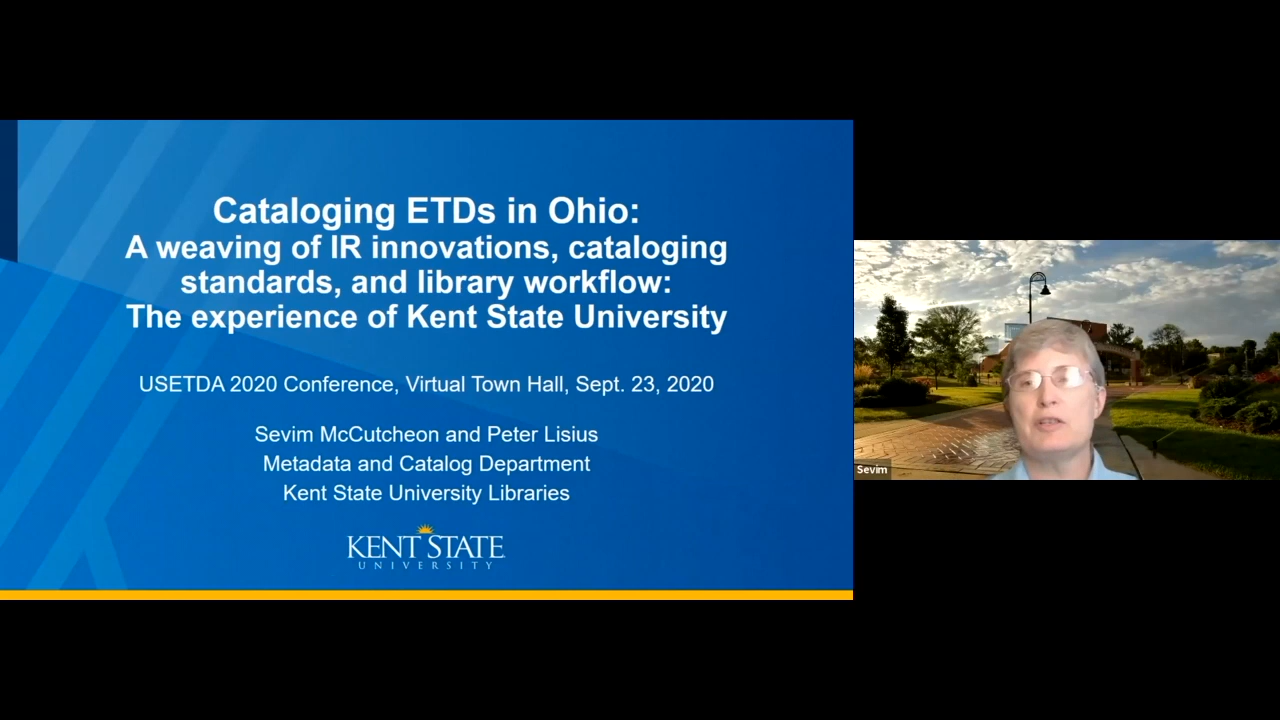 Cataloging ETDs in Ohio:
A weaving of IR innovations, cataloging
standards, and library workflow:
The experience of Kent State University
USETDA 2020 Conference, Virtual Town Hall, Sept. 23, 2020
Sevim McCutcheon and Peter Lisius
Metadata and Catalog Department
Kent State University Libraries
KENT STATE
UNIVERSITY
Sevim